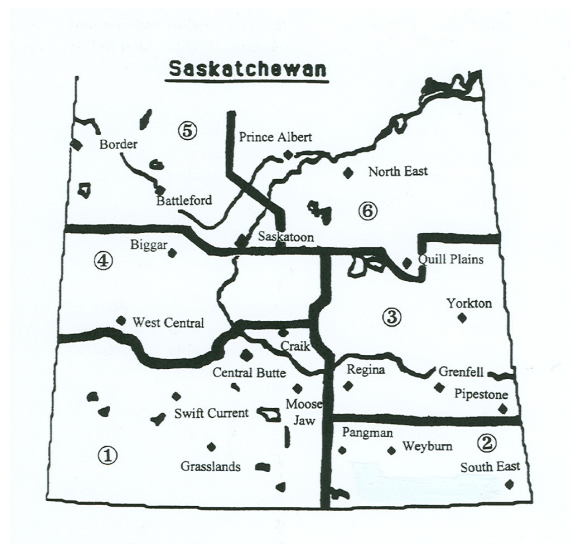 Saskatchewan
⑤
Prince Albert
Border
North East
Battleford
⑥
Saskatoon
Biggar
④
Quill Plains
Yorkton
③
West Central
Craik
Central Butte
Regina
Grenfell
Pipestone
Swift Current
Moose
Jaw
Pangman
Weyburn
②
①
Grasslands
South East